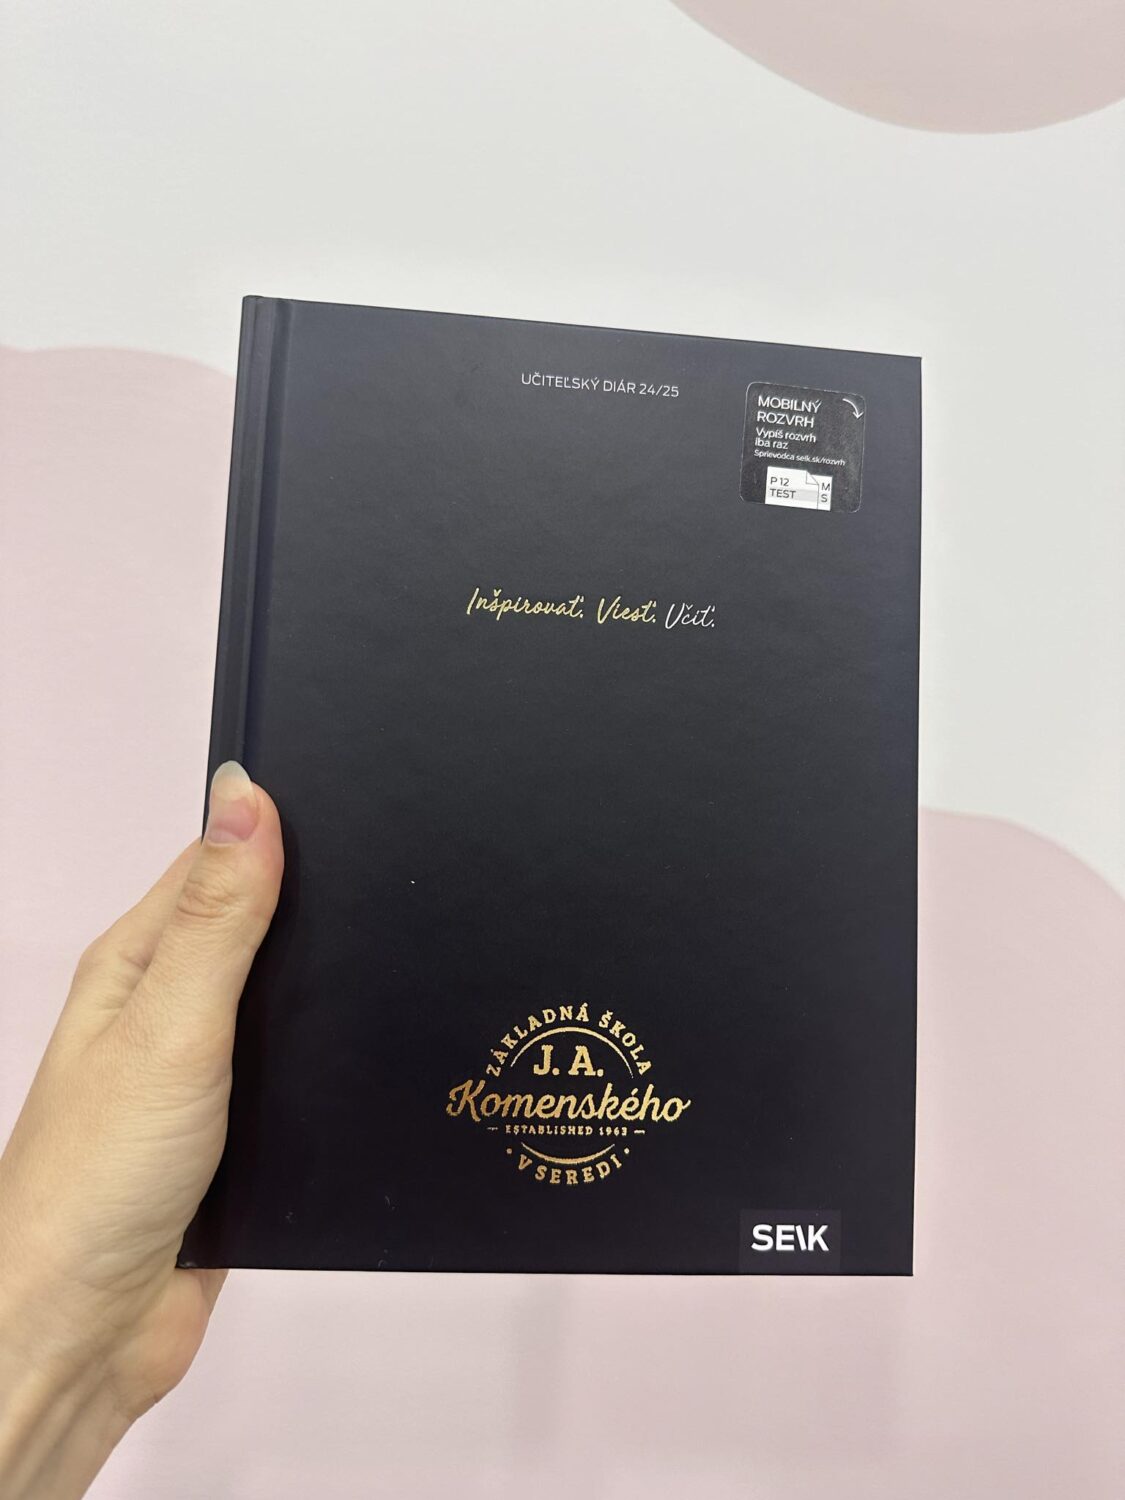 UČITEĽSKÝ DIÁR 24/25
MOBILNÝ
ROZVRH
Vypíš rozvrh
iba raz
Sprievodca seik.sk/rozvrh
P 12
TEST
M
S
Inšpirovať. Viesť. Učiť.
ZÁKLADNÁ ŠKOLA
J. A.
Komenského
ESTABLISHED 1963
V SEREDI
SEIK